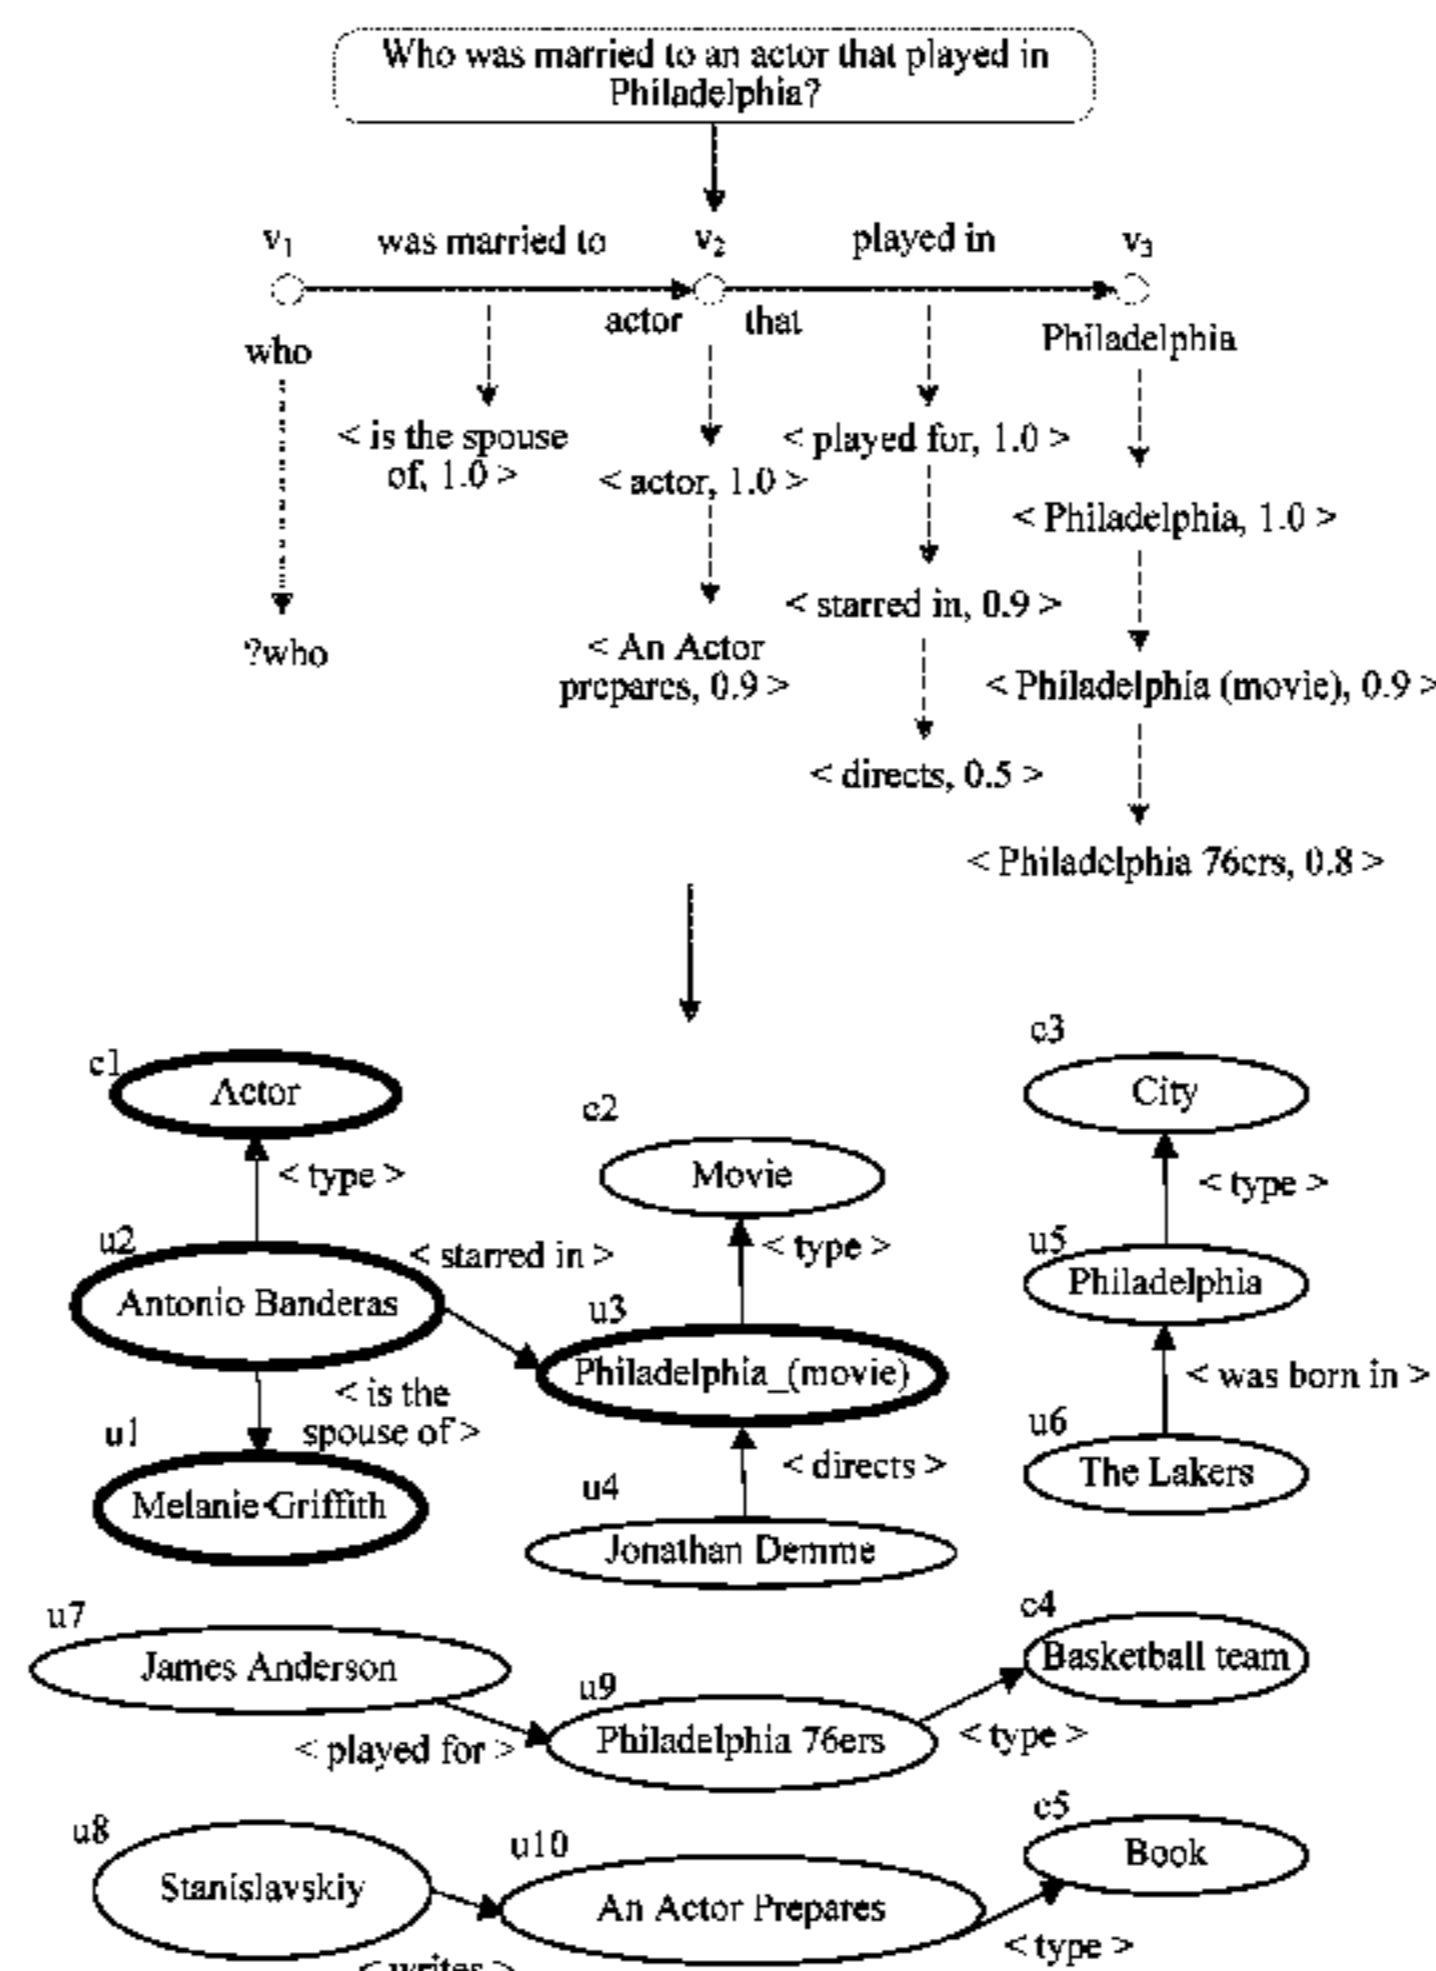 Who was married to an actor that played in
Philadelphia?
v1 was married to v2 played in v3
actor that
who Philadelphia
< is the spouse
of, 1.0 >
< played for, 1.0 >
< actor, 1.0 >
< Philadelphia, 1.0 >
< starred in, 0.9 >
?who
< An Actor
prepares, 0.9 >
< Philadelphia (movie), 0.9 >
< directs, 0.5 >
< Philadelphia 76ers, 0.8 >
c1
Actor
< type >
c2
Movie
< type >
c3
City
< type >
u2
Antonio Banderas
< starred in >
u3
Philadelphia_(movie)
u5
Philadelphia
< is the
spouse of >
< was born in >
u1
Melanie Griffith
< directs >
u4
Jonathan Demme
u6
The Lakers
u7
James Anderson
< played for >
u9
Philadelphia 76ers
< type >
c4
Basketball team
u8
Stanislavskiy
< writes >
u10
An Actor Prepares
< type >
c5
Book